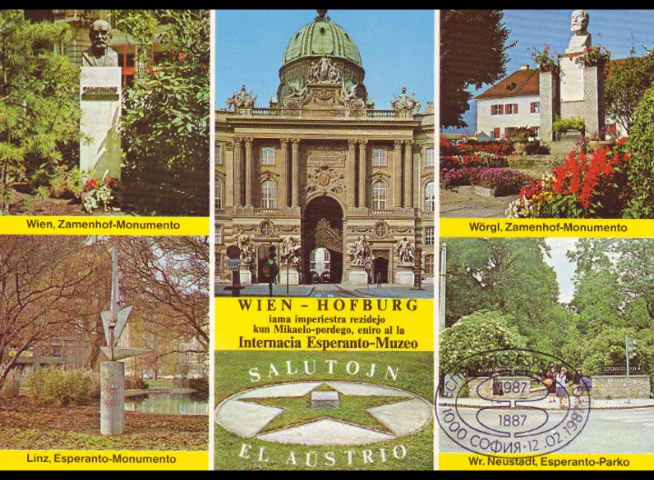 ZAMENHOF
Wien, Zamenhof-Monumento
WIEN - HOFBURG
iama imperiestra rezidejo
kun Mikaelo-pordego, eniro al la
Internacia Esperanto-Muzeo
Wörgl, Zamenhof-Monumento
Linz, Esperanto-Monumento
SALUTOJN
EL AŬSTRIO
1987
1887
1000 СОФИЯ · 12.02.1987
Wr. Neustadt, Esperanto-Parko